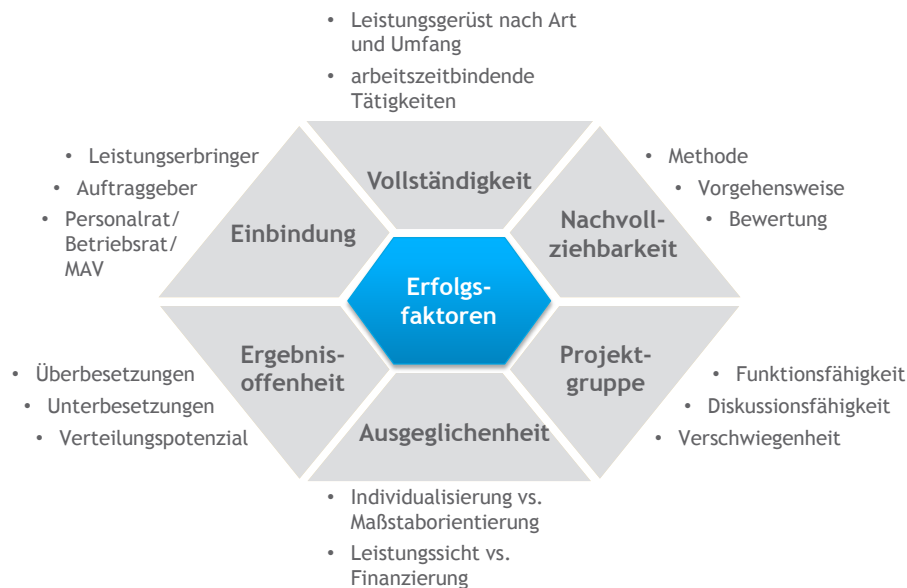 • Leistungsgerüst nach Art
und Umfang
• arbeitszeitbindende
Tätigkeiten
Vollständigkeit
• Methode
• Vorgehensweise
• Bewertung
Nachvoll-
ziehbarkeit
• Leistungserbringer
• Auftraggeber
• Personalrat/
Betriebsrat/
MAV
Einbindung
Erfolgs-
faktoren
• Überbesetzungen
• Unterbesetzungen
• Verteilungspotenzial
Ergebnis-
offenheit
Projekt-
gruppe
• Funktionsfähigkeit
• Diskussionsfähigkeit
• Verschwiegenheit
Ausgeglichenheit
• Individualisierung vs.
Maßstaborientierung
• Leistungssicht vs.
Finanzierung